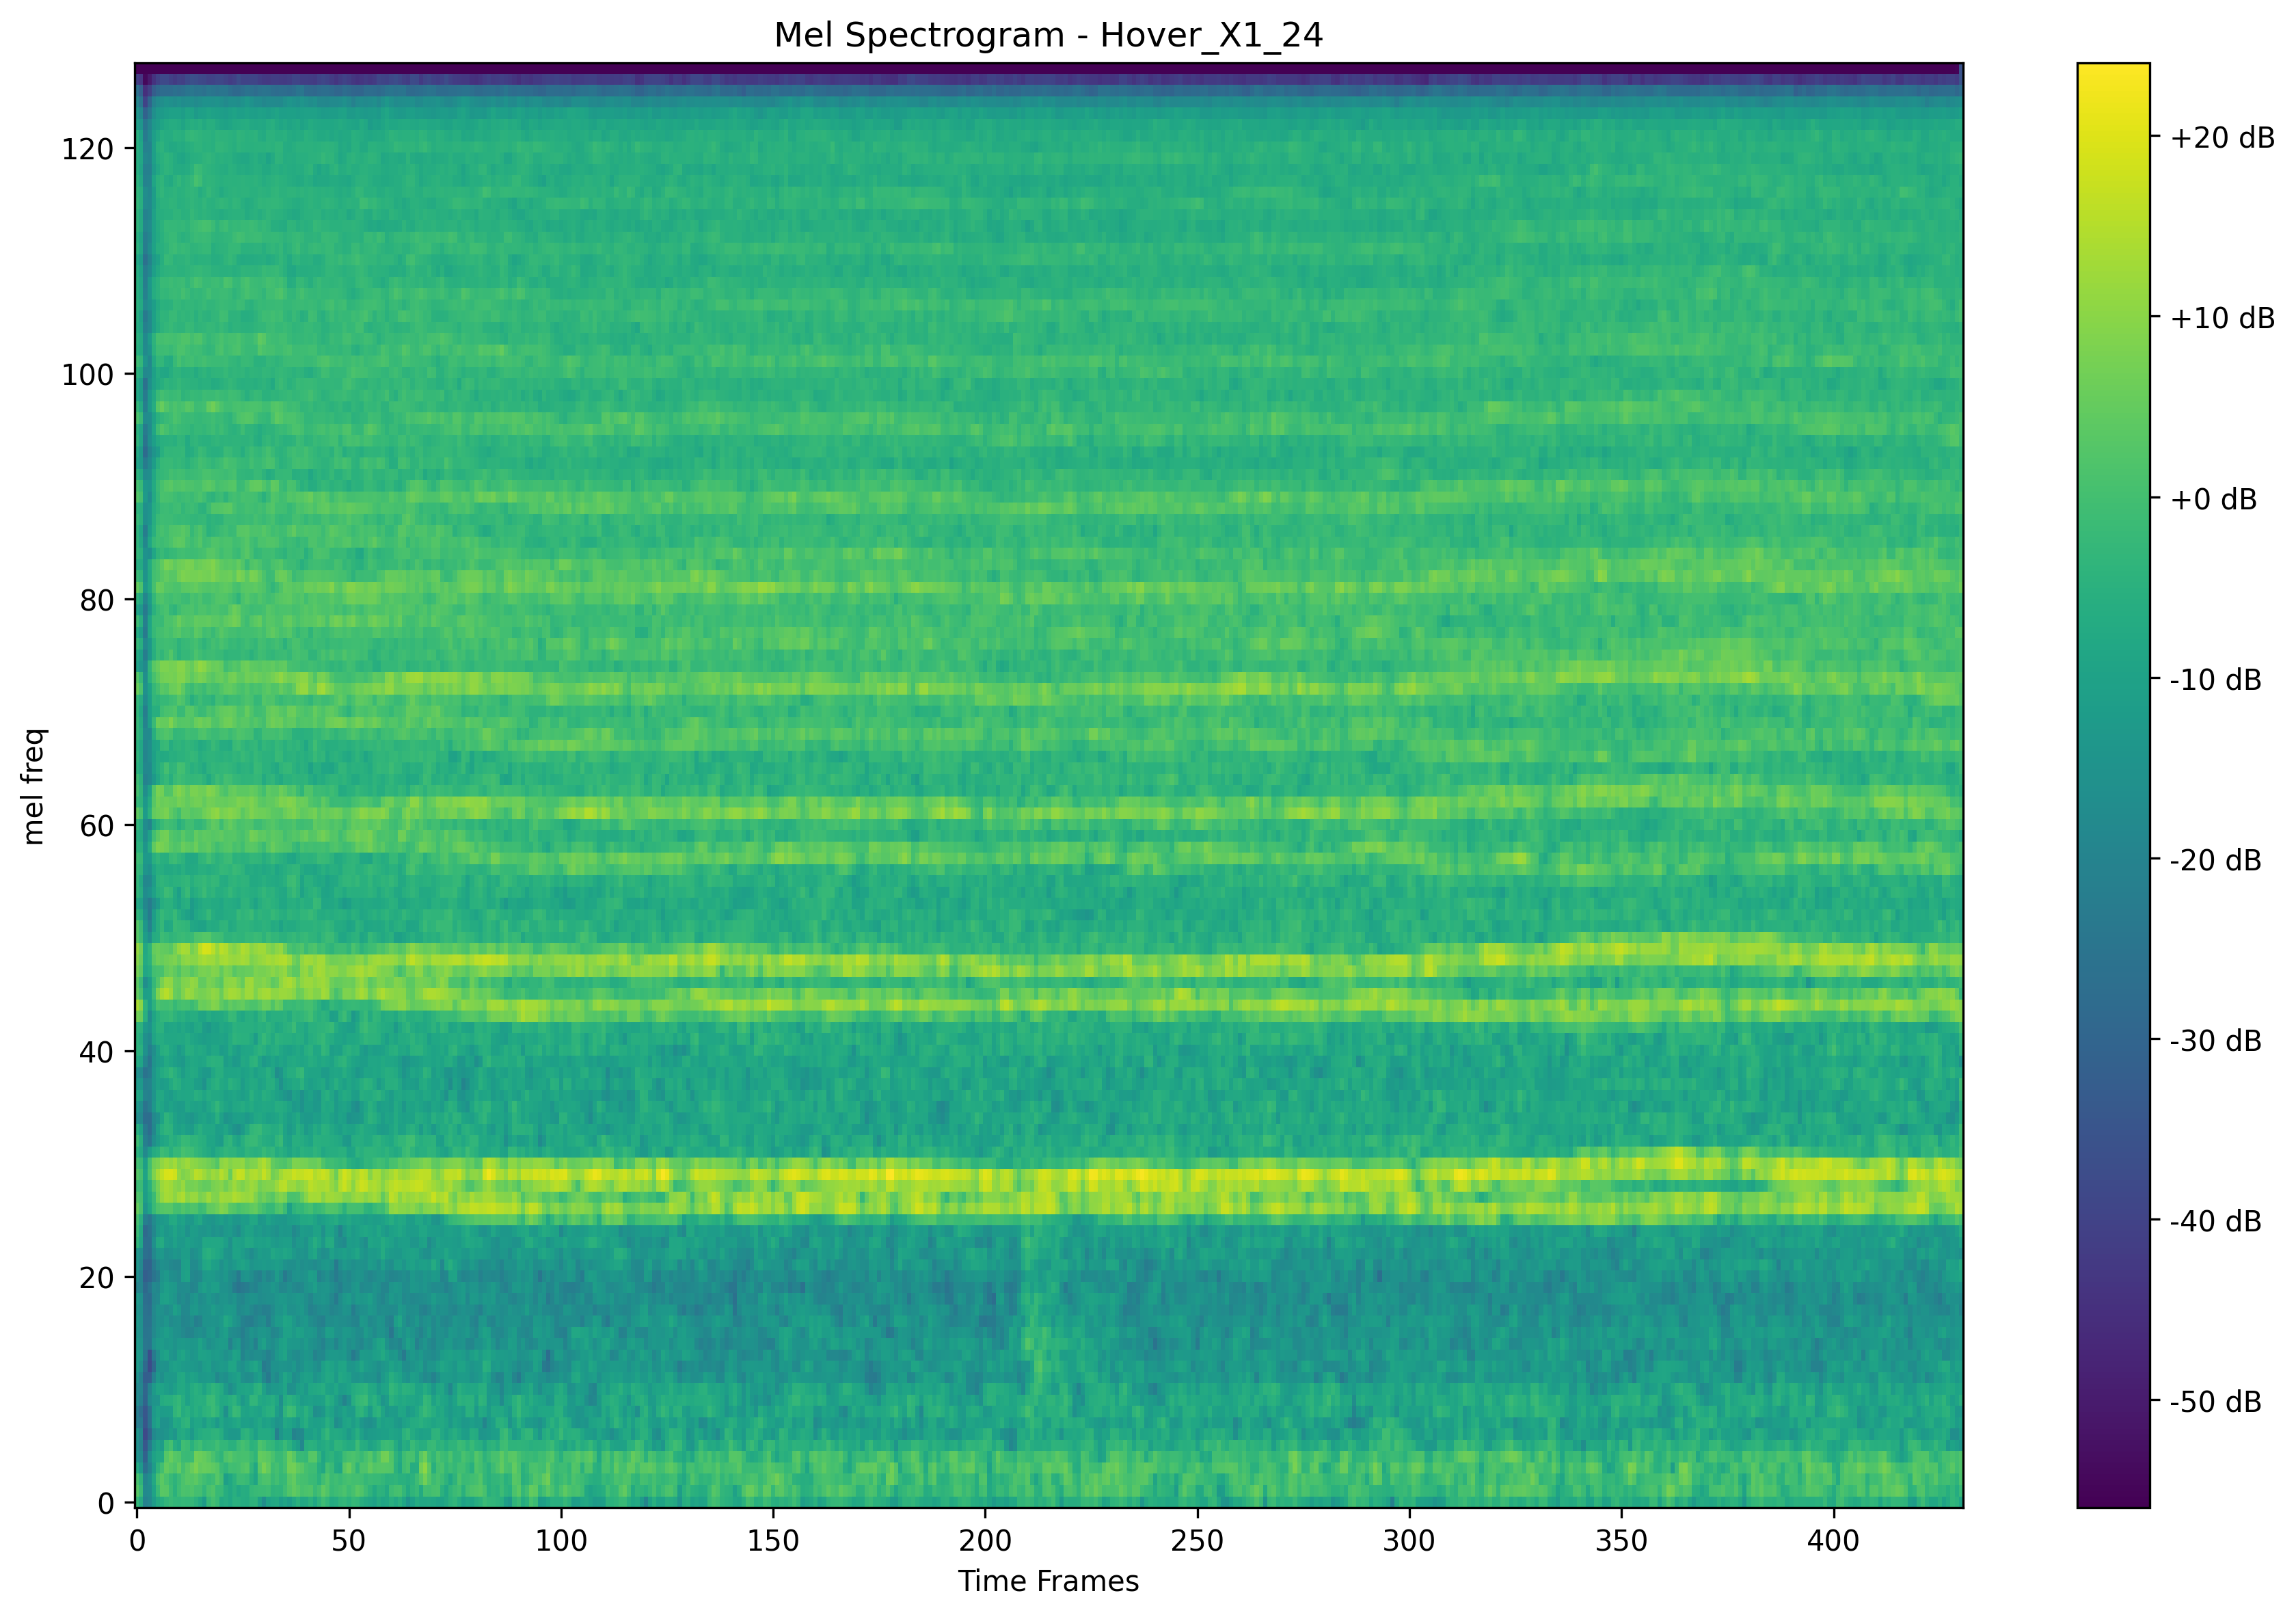 Mel Spectrogram - Hover_X1_24
mel freq
120
100
80
60
40
20
0
0 50 100 150 200 250 300 350 400
Time Frames
+20 dB
+10 dB
+0 dB
-10 dB
-20 dB
-30 dB
-40 dB
-50 dB